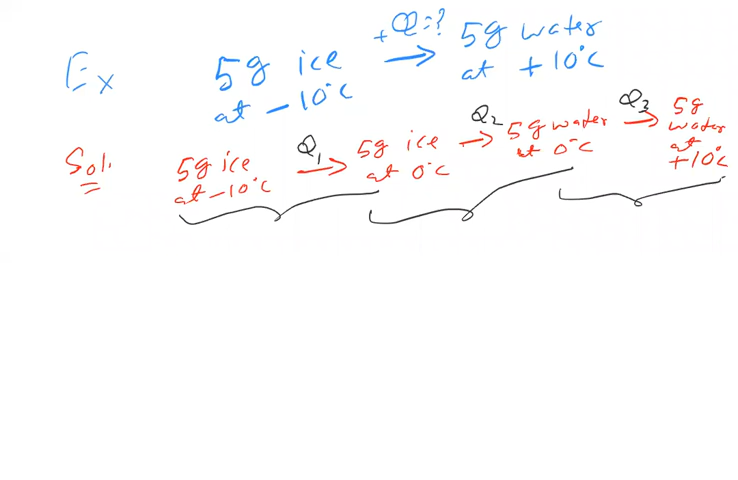 Ex 5g ice at -10°C +Q=? → 5g water at +10°C
Sol. 5g ice at -10°C Q₁ → 5g ice at 0°C Q₂ → 5g water at 0°C Q₃ → 5g water at +10°C